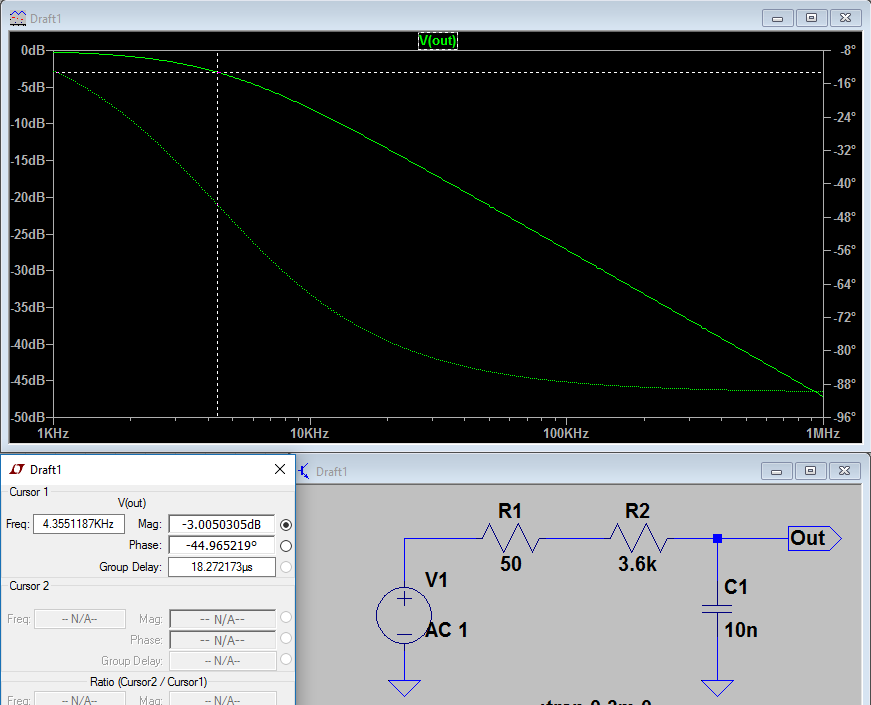 Draft1
V(out)
0dB
-5dB
-10dB
-15dB
-20dB
-25dB
-30dB
-35dB
-40dB
-45dB
-50dB
-8°
-16°
-24°
-32°
-40°
-48°
-56°
-64°
-72°
-80°
-88°
-96°
1KHz 10KHz 100KHz 1MHz
Draft1
Cursor 1
V(out)
Freq: 4.3551187KHz Mag: -3.0050305dB
Phase: -44.965219°
Group Delay: 18.272173µs
Cursor 2
Freq: -- N/A-- Mag: -- N/A--
Phase: -- N/A--
Group Delay: -- N/A--
Ratio (Cursor2 / Cursor1)
Freq: -- N/A-- Mag: -- N/A--
Draft1
R1 R2
50 3.6k
Out
V1
AC 1
C1
10n